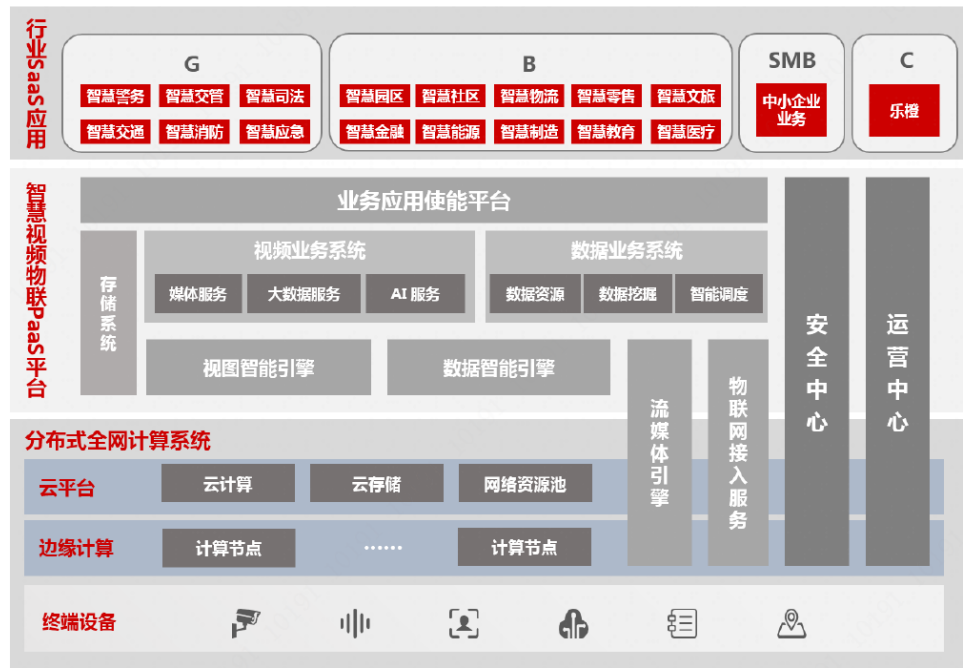 行业SaaS应用
G
智慧警务 智慧交管 智慧司法
智慧交通 智慧消防 智慧应急
B
智慧园区 智慧社区 智慧物流 智慧零售 智慧文旅
智慧金融 智慧能源 智慧制造 智慧教育 智慧医疗
SMB
中小企业
业务
C
乐橙
智慧视频物联PaaS平台
业务应用使能平台
存储系统
视频业务系统
媒体服务 大数据服务 AI 服务
数据业务系统
数据资源 数据挖掘 智能调度
视图智能引擎
数据智能引擎
流媒体引擎
物联网接入服务
安全中心
运营中心
分布式全网计算系统
云平台
云计算 云存储 网络资源池
边缘计算
计算节点 …… 计算节点
终端设备